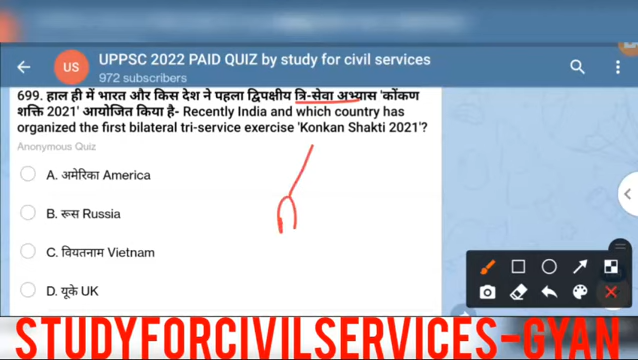 UPPSC 2022 PAID QUIZ by study for civil services
US
972 subscribers
699. हाल ही में भारत और किस देश ने पहला द्विपक्षीय त्रि-सेवा अभ्यास 'कोंकण
शक्ति 2021' आयोजित किया है- Recently India and which country has
organized the first bilateral tri-service exercise 'Konkan Shakti 2021'?
Anonymous Quiz
A. अमेरिका America
B. रूस Russia
C. वियतनाम Vietnam
D. यूके UK
STUDYFORCIVILSERVICES-GYAN